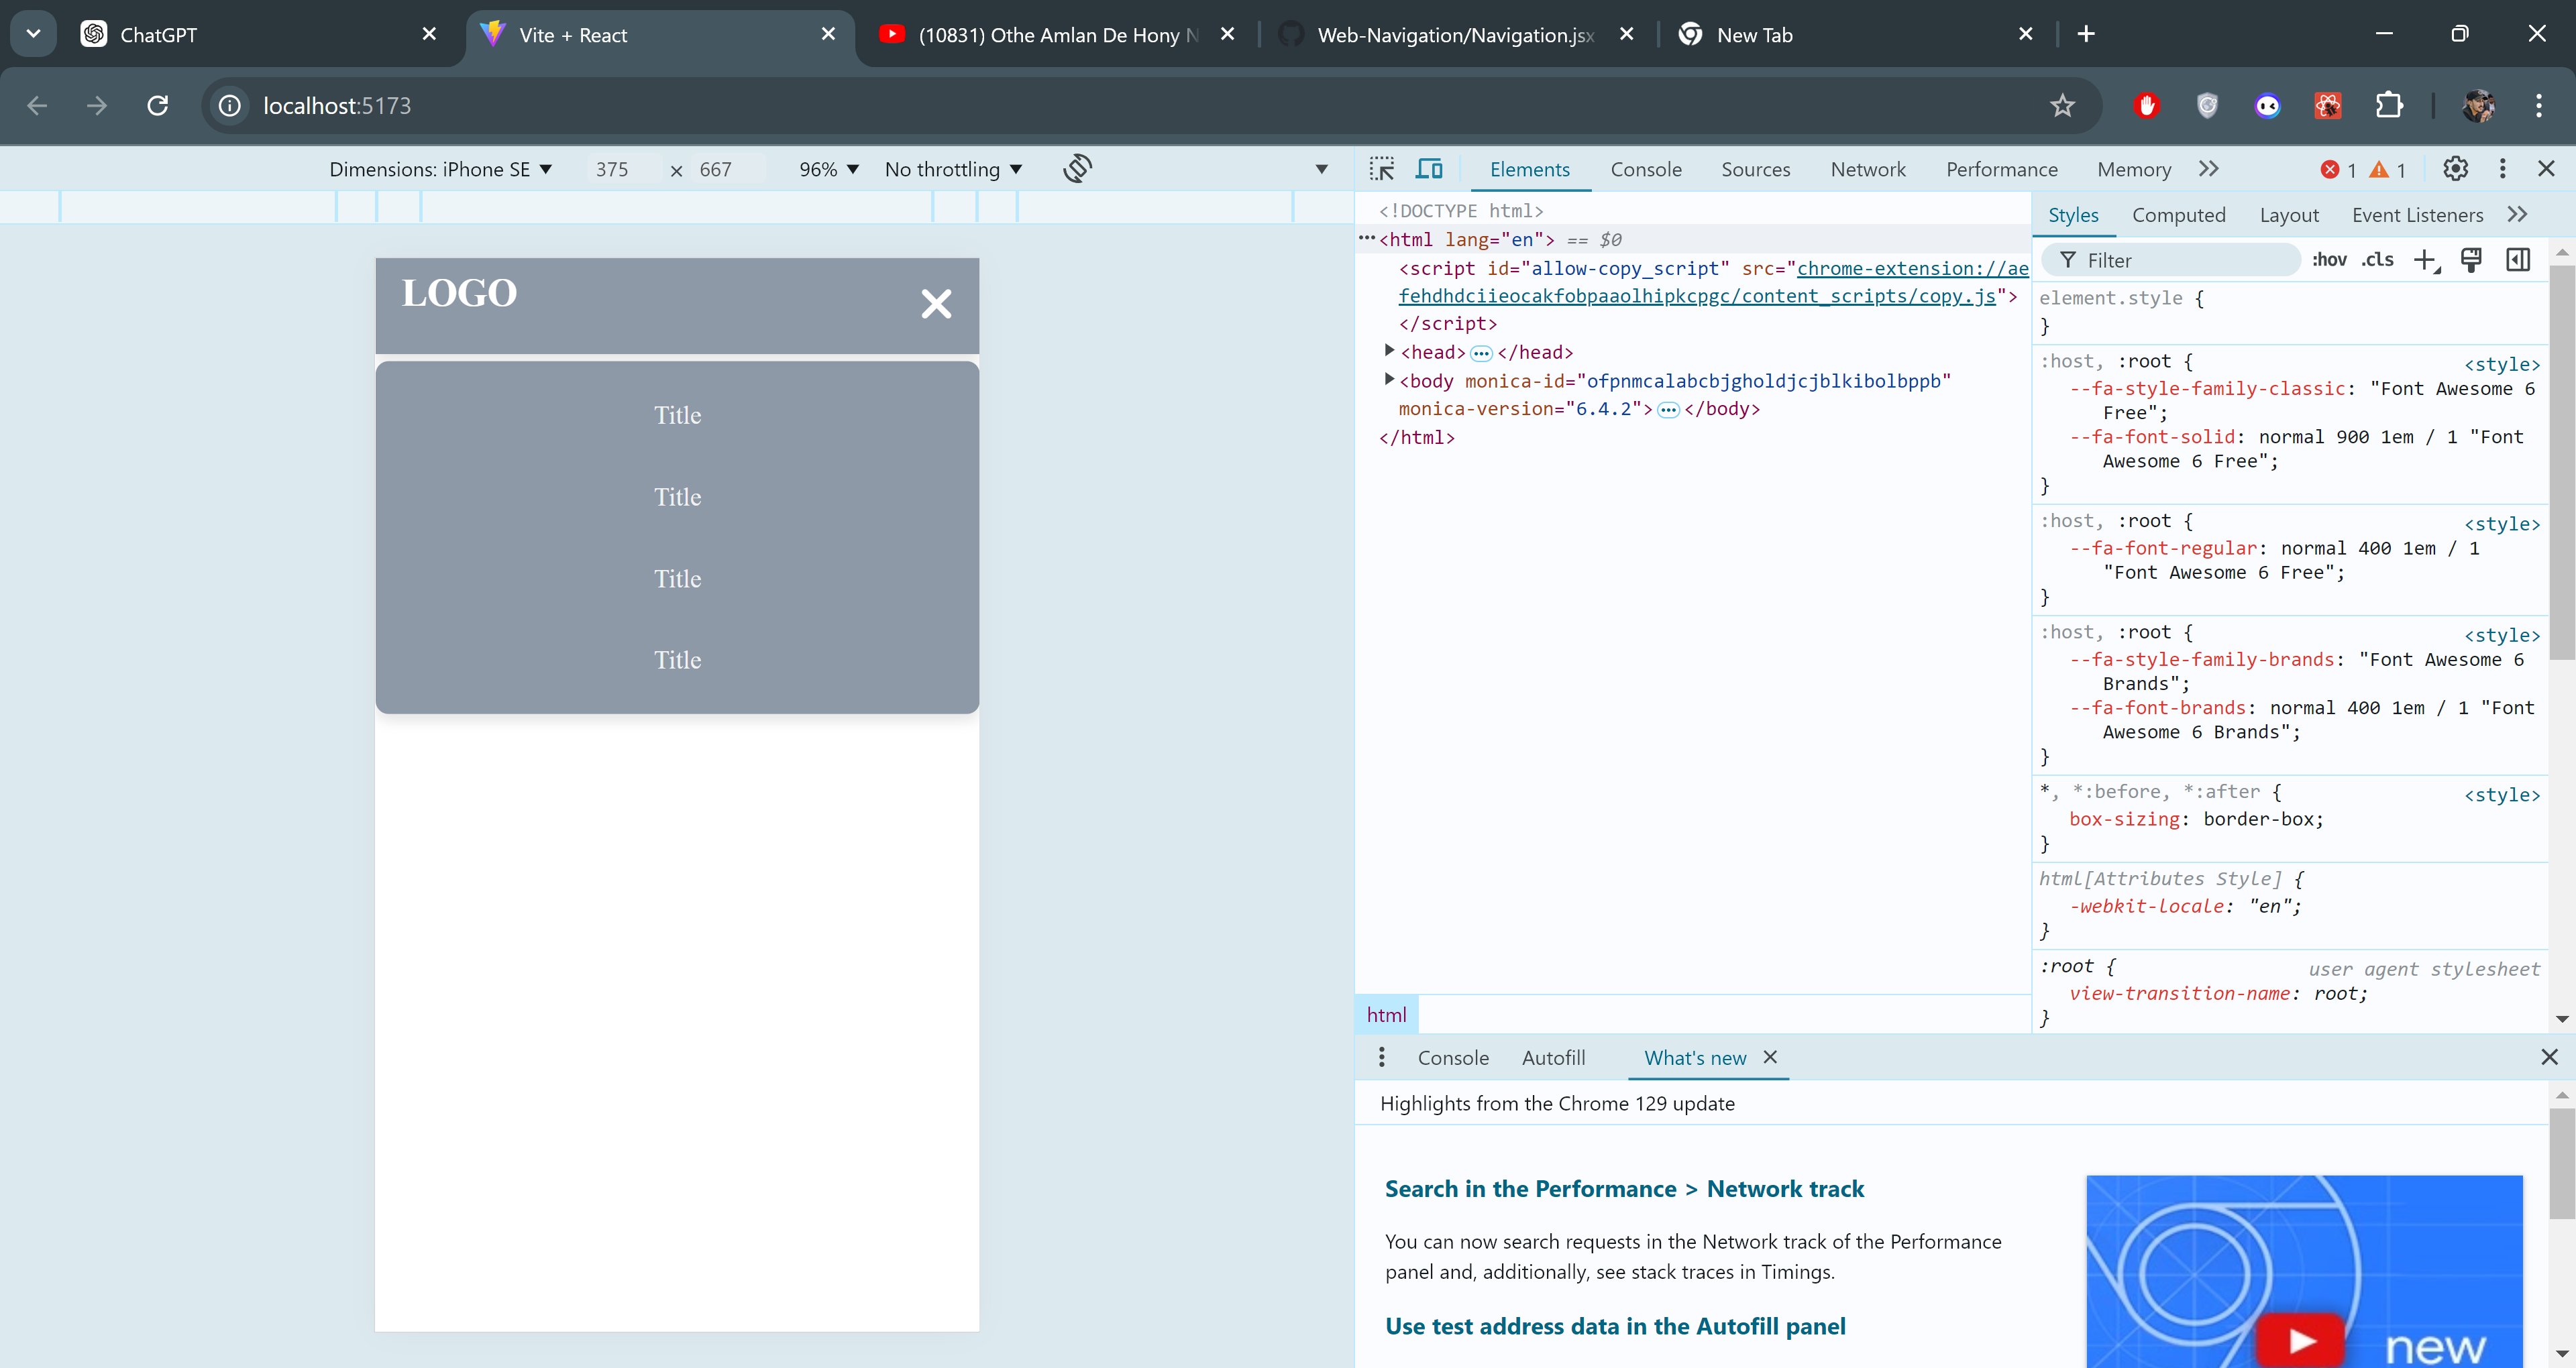 ChatGPT
Vite + React
(10831) Othe Amlan De Hony N
Web-Navigation/Navigation.jsx
New Tab
localhost:5173
Dimensions: iPhone SE
375 × 667
96%
No throttling
LOGO
Title
Title
Title
Title
Elements
Console
Sources
Network
Performance
Memory
1
1
<!DOCTYPE html>
<html lang="en"> == $0
<script id="allow-copy_script" src="chrome-extension://ae
fehdhdciieocakfobpaaolhipkcpgc/content_scripts/copy.js">
</script>
<head> </head>
<body monica-id="ofpnmcalabcbjgholdjcjblkibolbppb"
monica-version="6.4.2"> </body>
</html>
html
Styles
Computed
Layout
Event Listeners
Filter
:hov
.cls
element.style {
}
:host, :root { <style>
--fa-style-family-classic: "Font Awesome 6
Free";
--fa-font-solid: normal 900 1em / 1 "Font
Awesome 6 Free";
}
:host, :root { <style>
--fa-font-regular: normal 400 1em / 1
"Font Awesome 6 Free";
}
:host, :root { <style>
--fa-style-family-brands: "Font Awesome 6
Brands";
--fa-font-brands: normal 400 1em / 1 "Font
Awesome 6 Brands";
}
*, *:before, *:after { <style>
box-sizing: border-box;
}
html[Attributes Style] {
-webkit-locale: "en";
}
:root { user agent stylesheet
view-transition-name: root;
}
Console
Autofill
What's new
Highlights from the Chrome 129 update
Search in the Performance > Network track
You can now search requests in the Network track of the Performance
panel and, additionally, see stack traces in Timings.
Use test address data in the Autofill panel
new